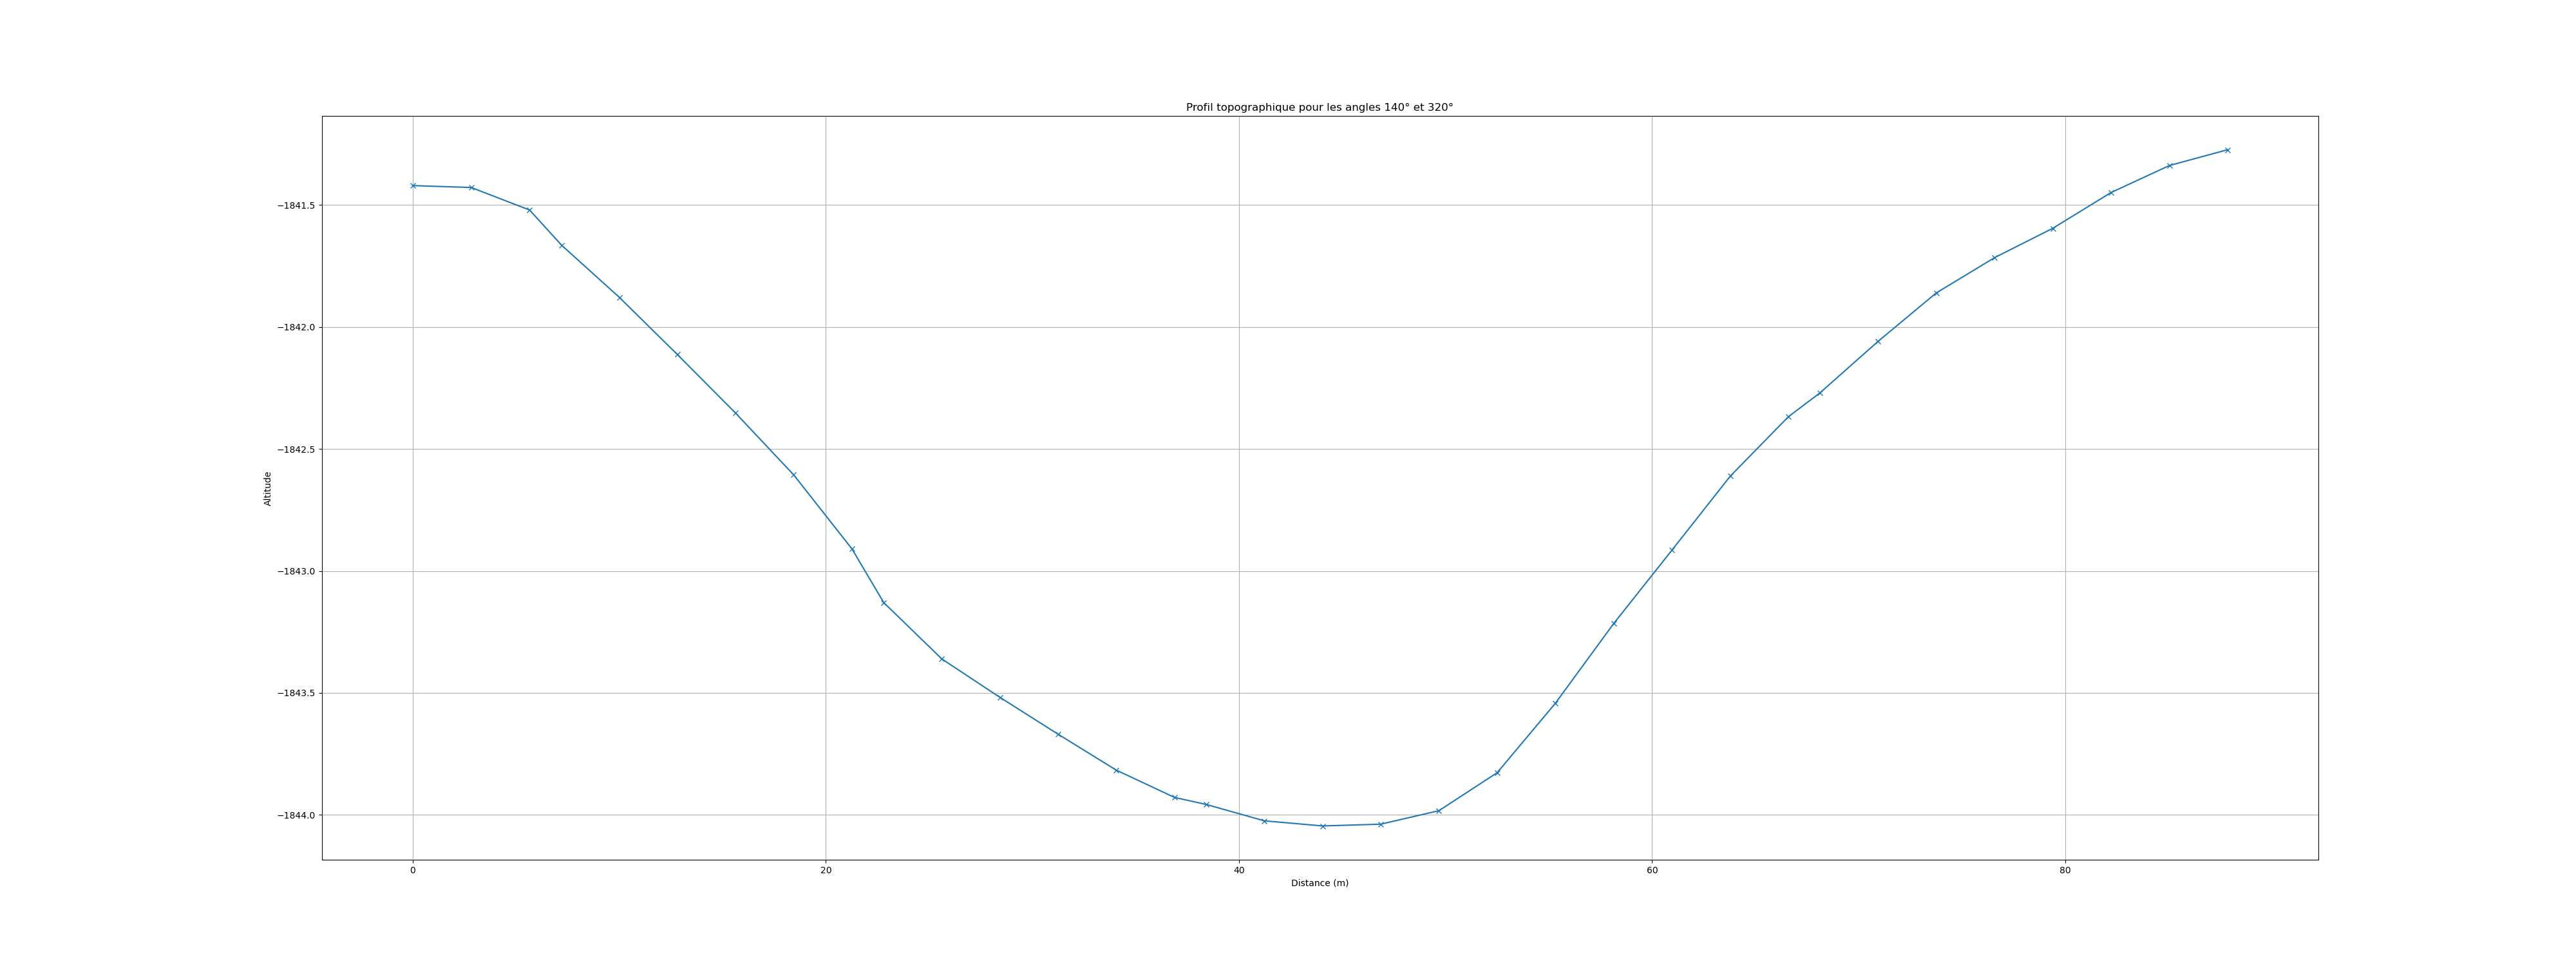 Profil topographique pour les angles 140° et 320°
−1841.5
−1842.0
−1842.5
−1843.0
−1843.5
−1844.0
Altitude
0 20 40 60 80
Distance (m)